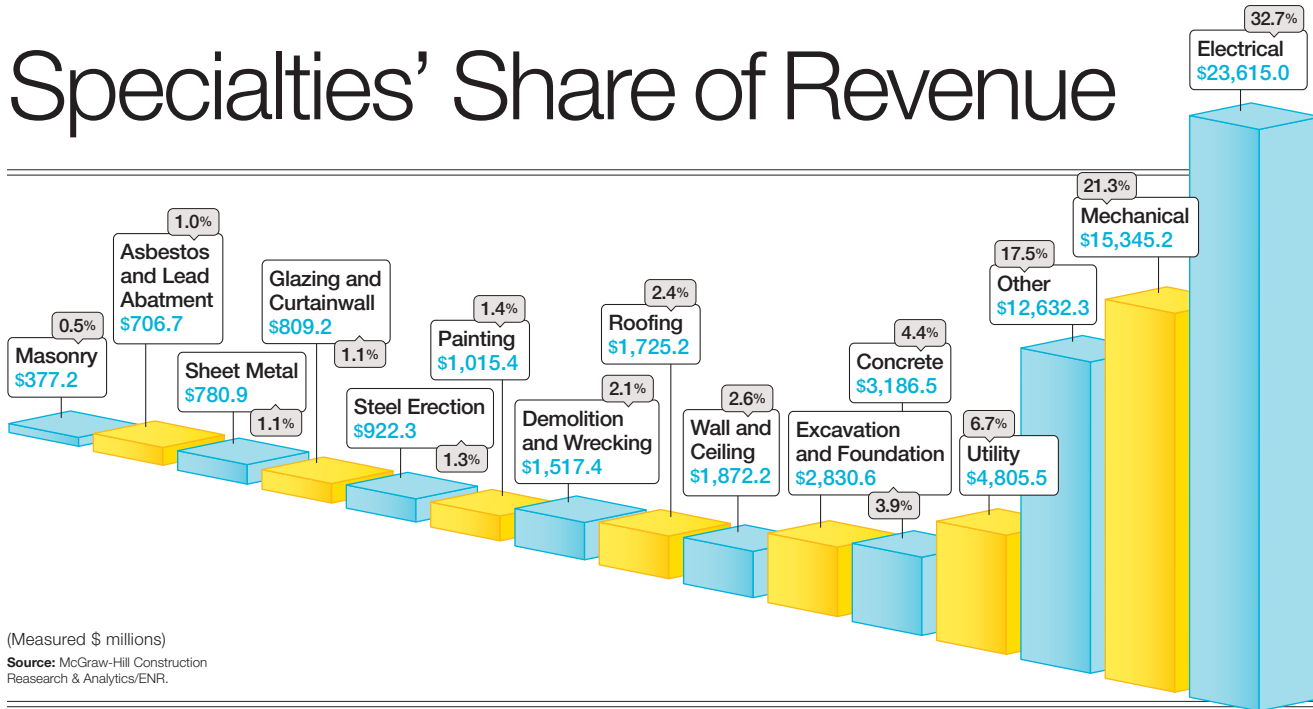 Specialties’ Share of Revenue
0.5%
Masonry
$377.2
1.0%
Asbestos
and Lead
Abatment
$706.7
Sheet Metal
$780.9
1.1%
Glazing and
Curtainwall
$809.2
1.1%
Steel Erection
$922.3
1.3%
1.4%
Painting
$1,015.4
2.1%
Demolition
and Wrecking
$1,517.4
2.4%
Roofing
$1,725.2
2.6%
Wall and
Ceiling
$1,872.2
Excavation
and Foundation
$2,830.6
3.9%
4.4%
Concrete
$3,186.5
6.7%
Utility
$4,805.5
17.5%
Other
$12,632.3
21.3%
Mechanical
$15,345.2
32.7%
Electrical
$23,615.0
(Measured $ millions)
Source: McGraw-Hill Construction
Reasearch & Analytics/ENR.